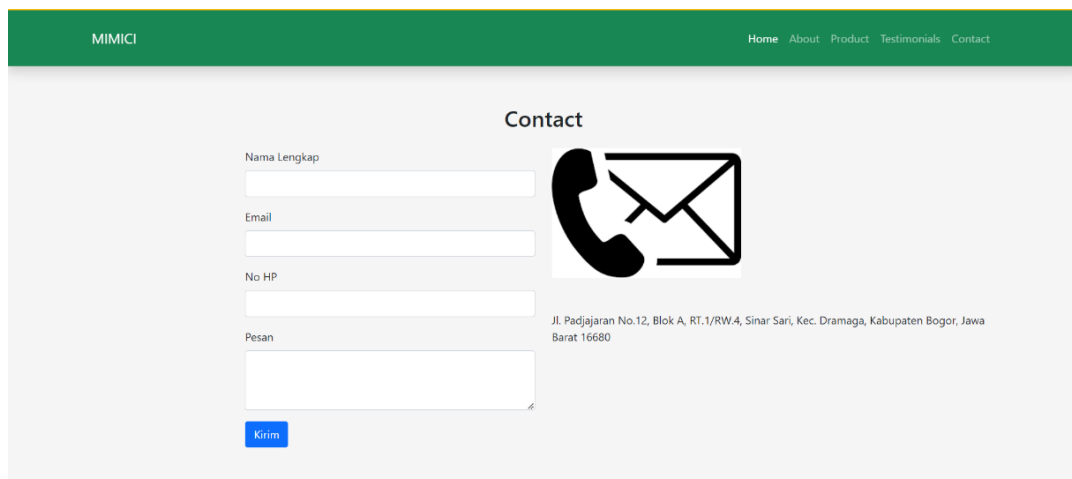 MIMICI
Home About Product Testimonials Contact
Contact
Nama Lengkap
Email
No HP
Pesan
Kirim
Jl. Padjajaran No.12, Blok A, RT.1/RW.4, Sinar Sari, Kec. Dramaga, Kabupaten Bogor, Jawa
Barat 16680